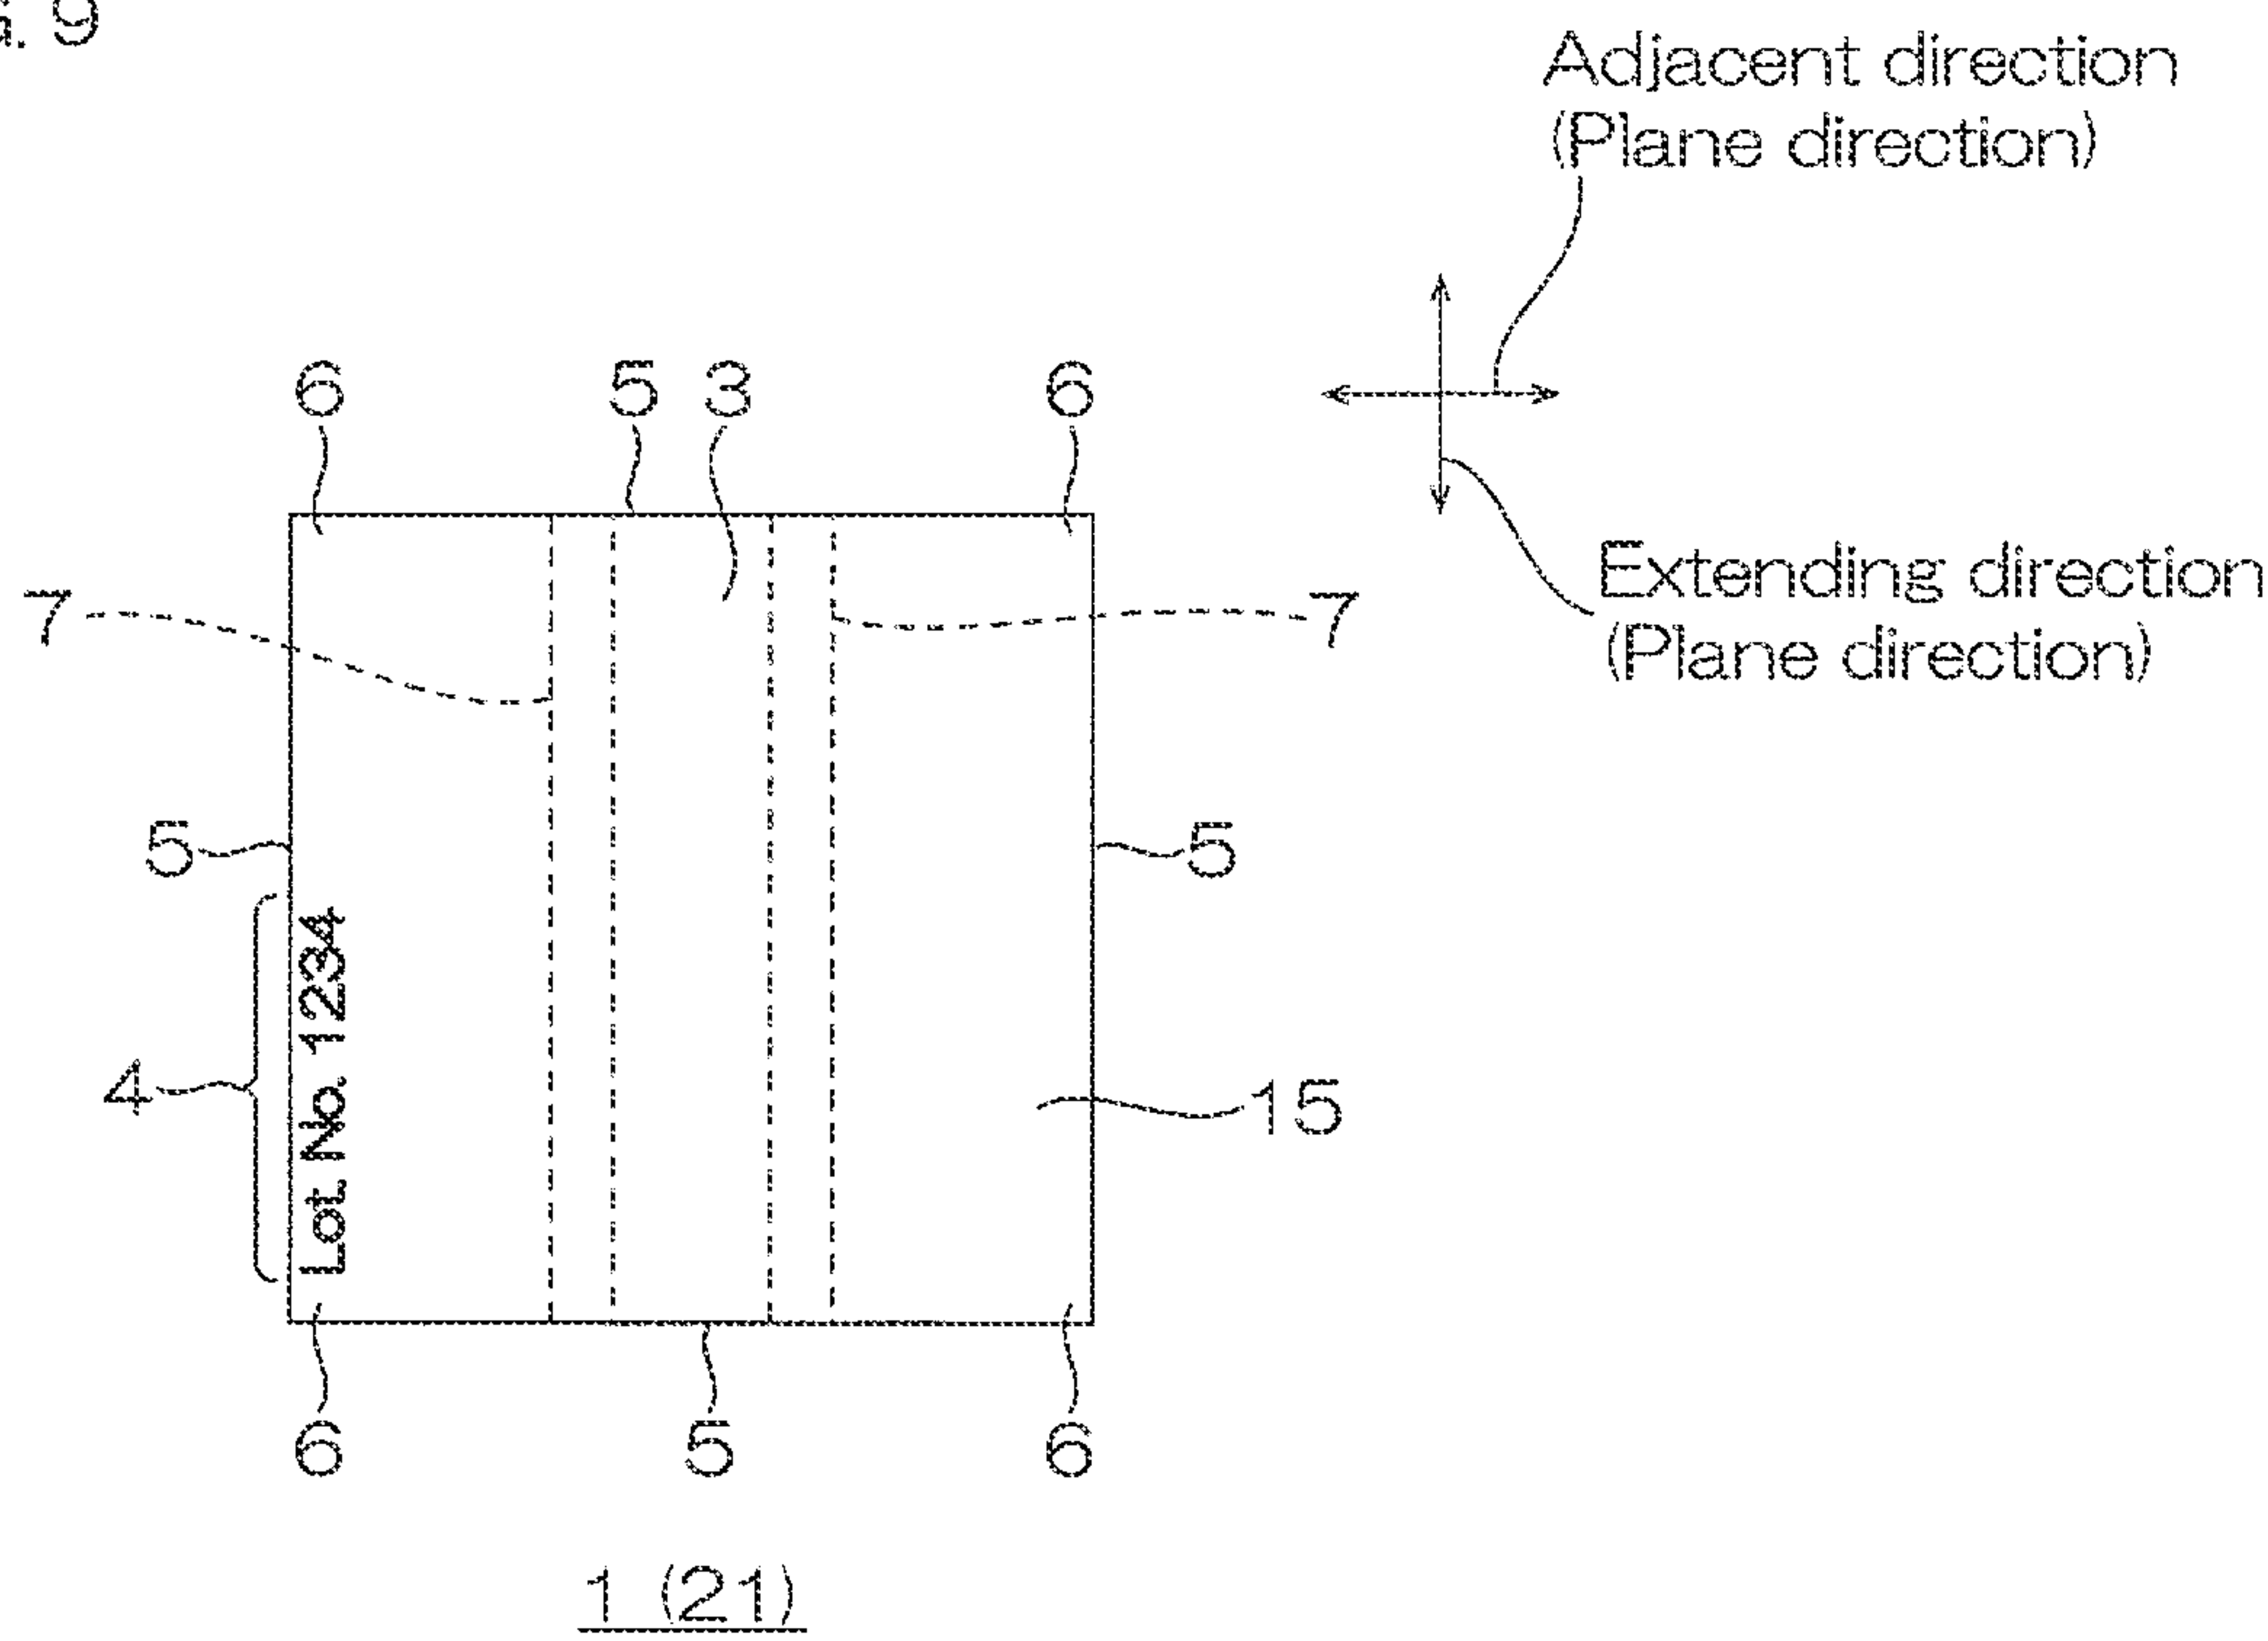 . 9
Adjacent direction
(Plane direction)
6 5 3 6
Extending direction
(Plane direction)
7 7
5 5
Lot. No. 1234
4
15
6 5 6
1 (21)